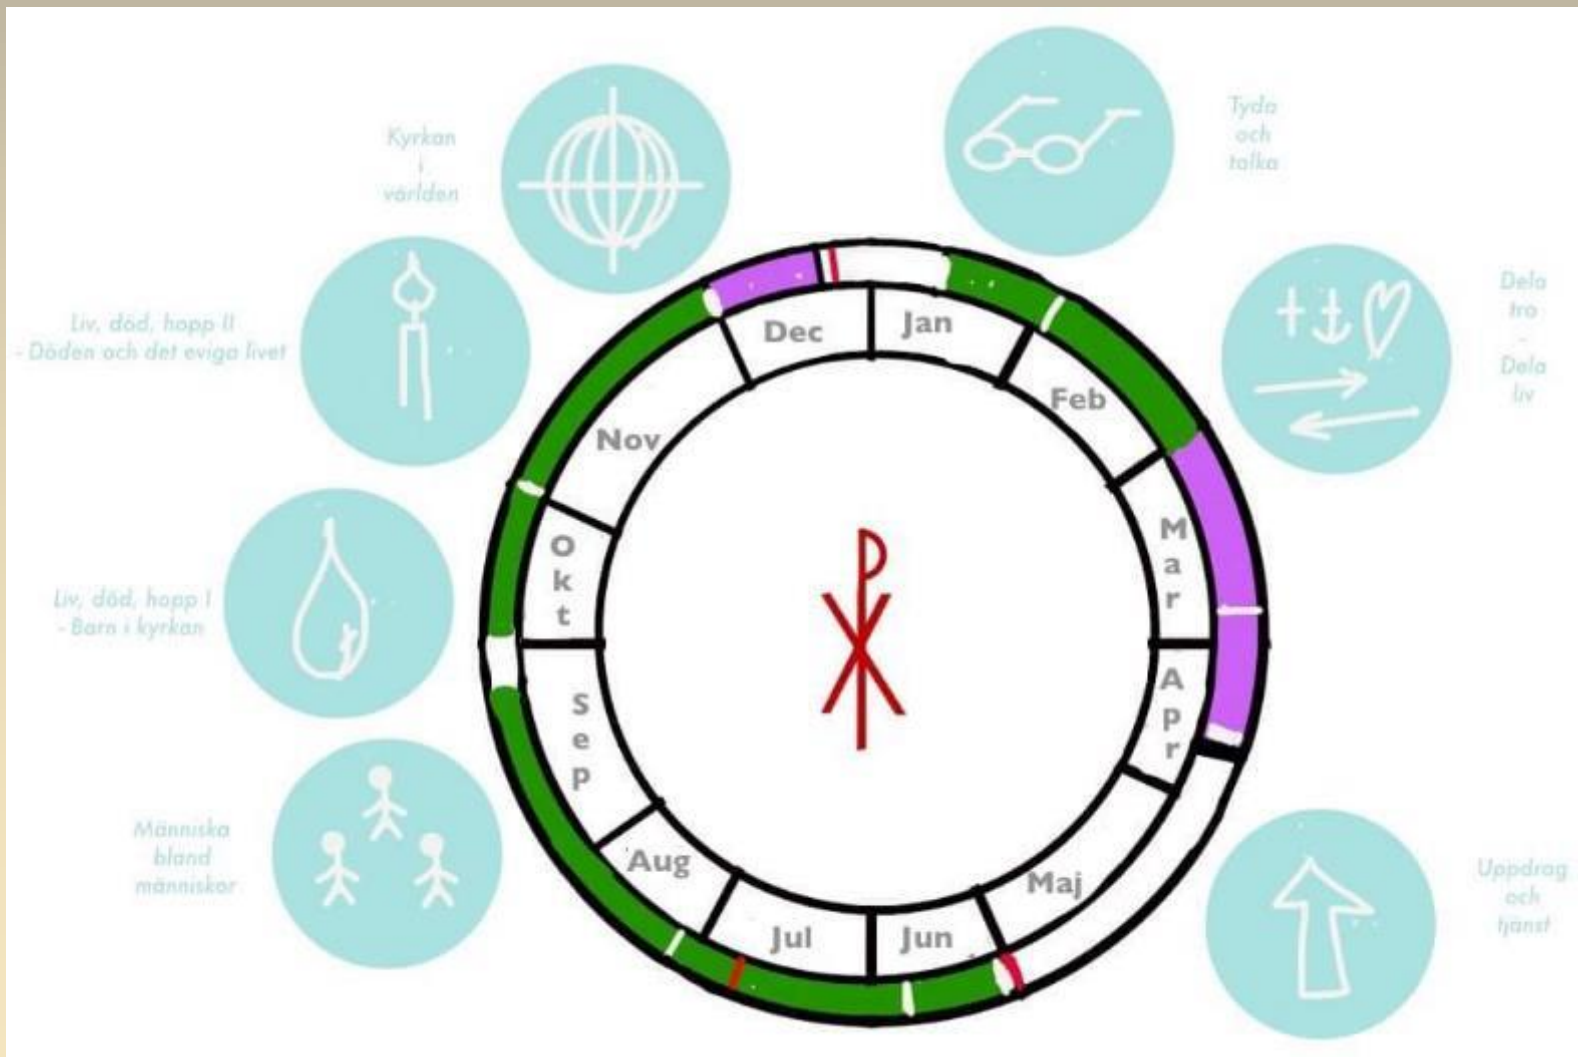 Kyrkan
i
världen
Tyda
och
tolka
Liv, död, hopp II
- Döden och det eviga livet
Dela
tro
-
Dela
liv
Liv, död, hopp I
- Barn i kyrkan
Människa
bland
människor
Uppdrag
och
tjänst
Jan
Feb
Mar
Apr
Maj
Jun
Jul
Aug
Sep
Okt
Nov
Dec